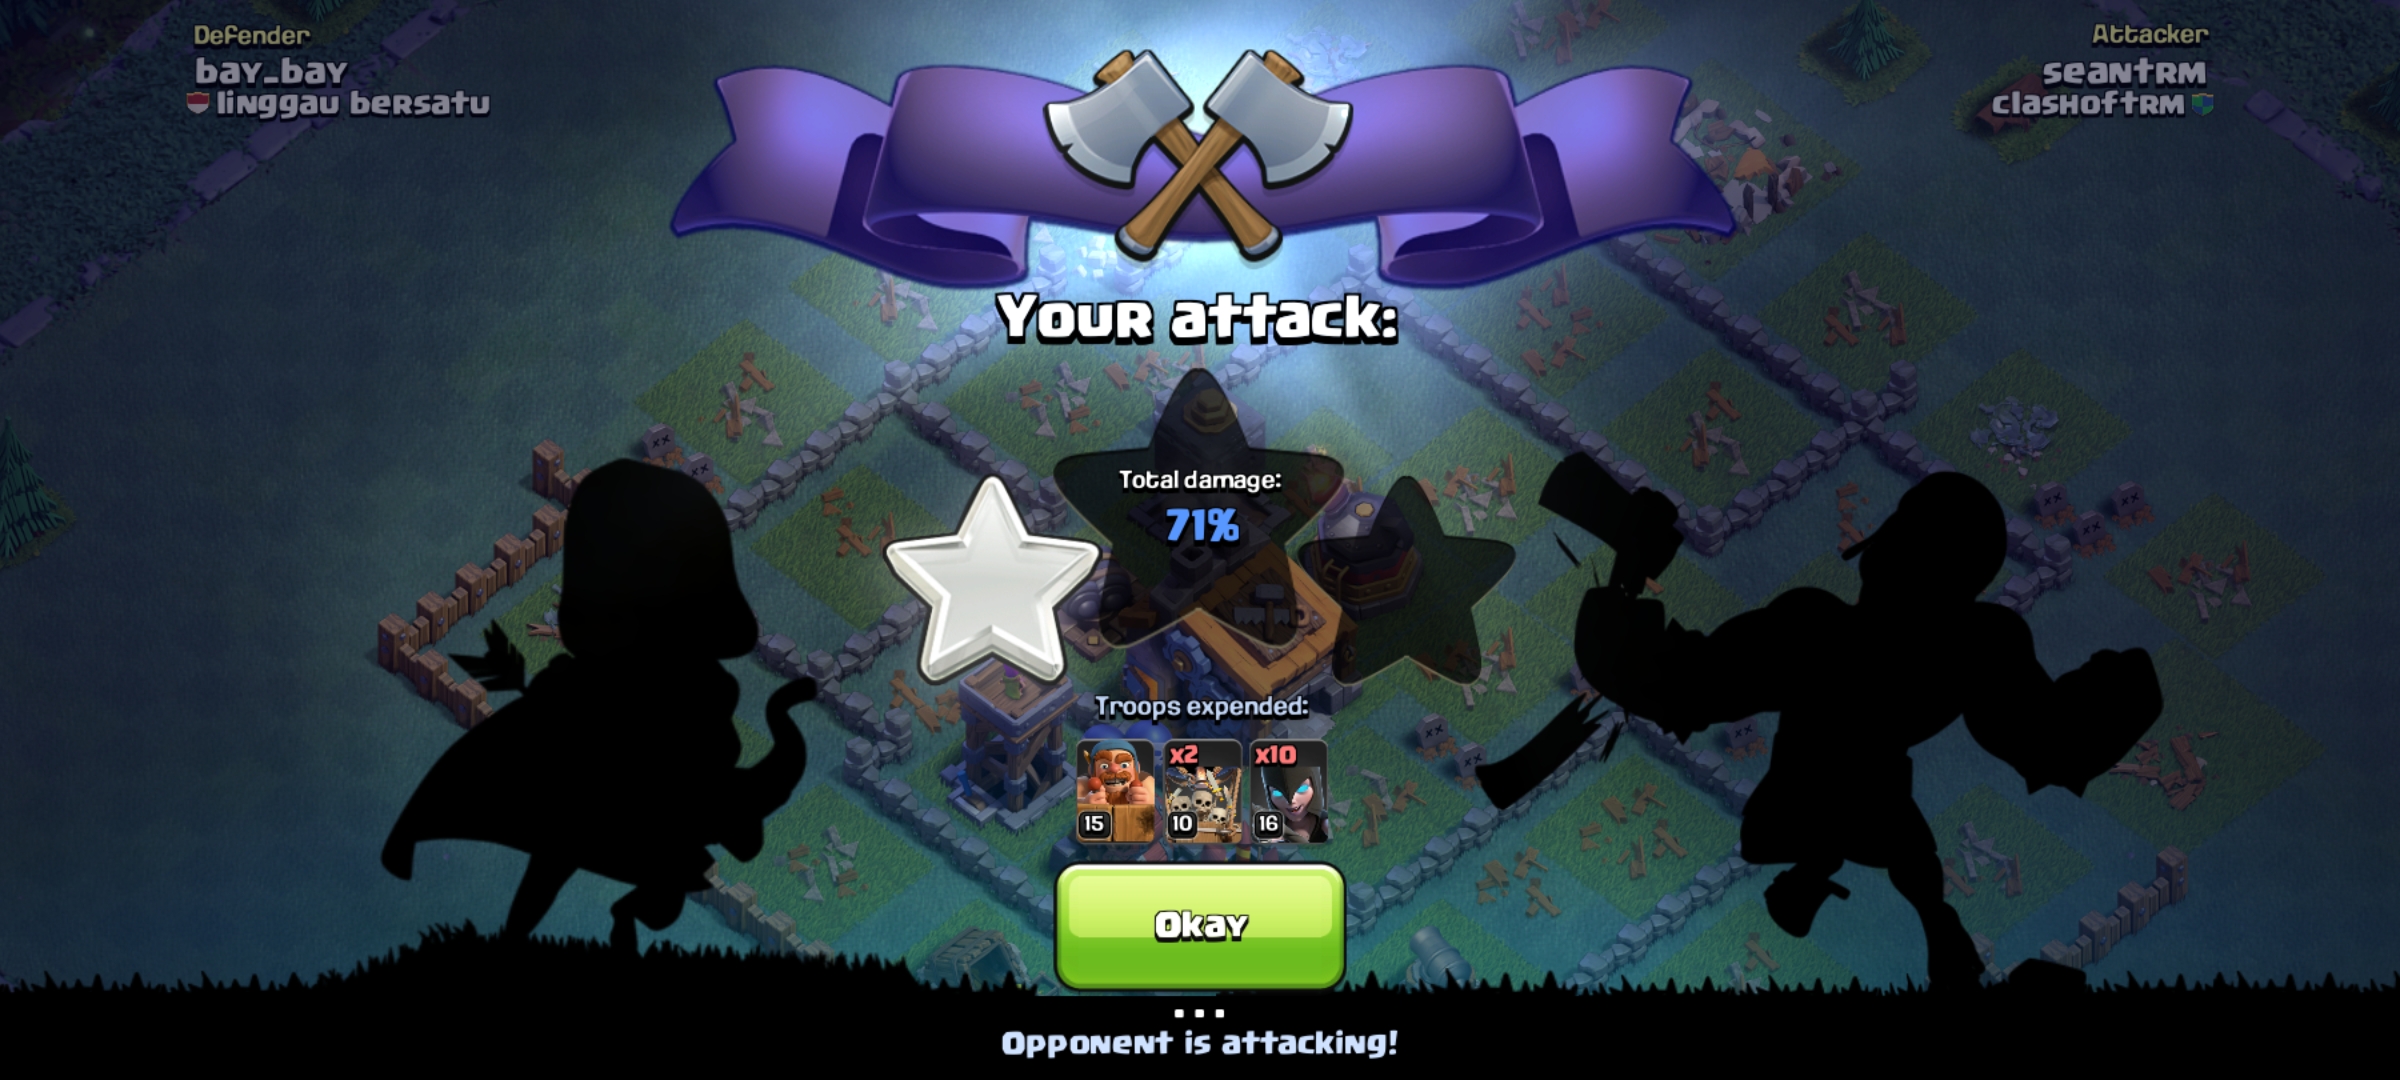 Defender
bay_bay
linggau bersatu
Attacker
seantRM
clashoftRM
Your attack:
Total damage:
71%
Troops expended:
x2
x10
15
10
16
Okay
...
Opponent is attacking!